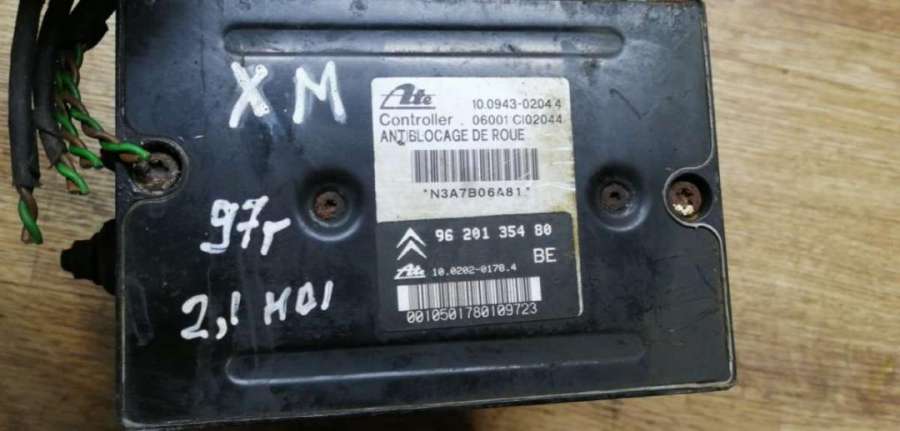 XM
97г
2,1 HDI
Ate
10.0943-0204.4
Controller . 06001 CI02044
ANTIBLOCAGE DE ROUE
*N3A7B06A81*
96 201 354 80
BE
Ate 10.0202-0178.4
0010501780109723